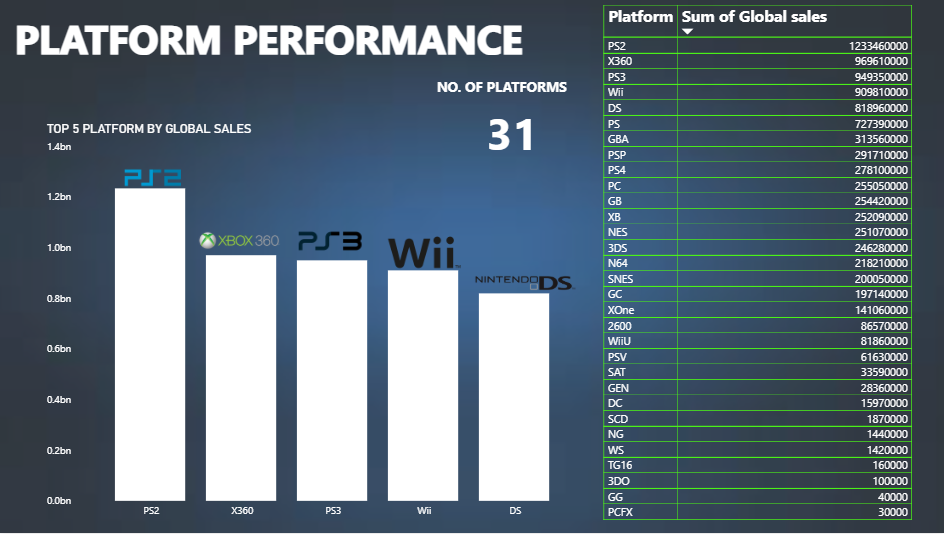 PLATFORM PERFORMANCE
NO. OF PLATFORMS
31
TOP 5 PLATFORM BY GLOBAL SALES
1.4bn
1.2bn
1.0bn
0.8bn
0.6bn
0.4bn
0.2bn
0.0bn
PS2
XBOX 360
PS3
Wii
NINTENDO DS
PS2 X360 PS3 Wii DS
Platform Sum of Global sales
PS2 1233460000
X360 969610000
PS3 949350000
Wii 909810000
DS 818960000
PS 727390000
GBA 313560000
PSP 291710000
PS4 278100000
PC 255050000
GB 254420000
XB 252090000
NES 251070000
3DS 246280000
N64 218210000
SNES 200050000
GC 197140000
XOne 141060000
2600 86570000
WiiU 81860000
PSV 61630000
SAT 33590000
GEN 28360000
DC 15970000
SCD 1870000
NG 1440000
WS 1420000
TG16 160000
3DO 100000
GG 40000
PCFX 30000